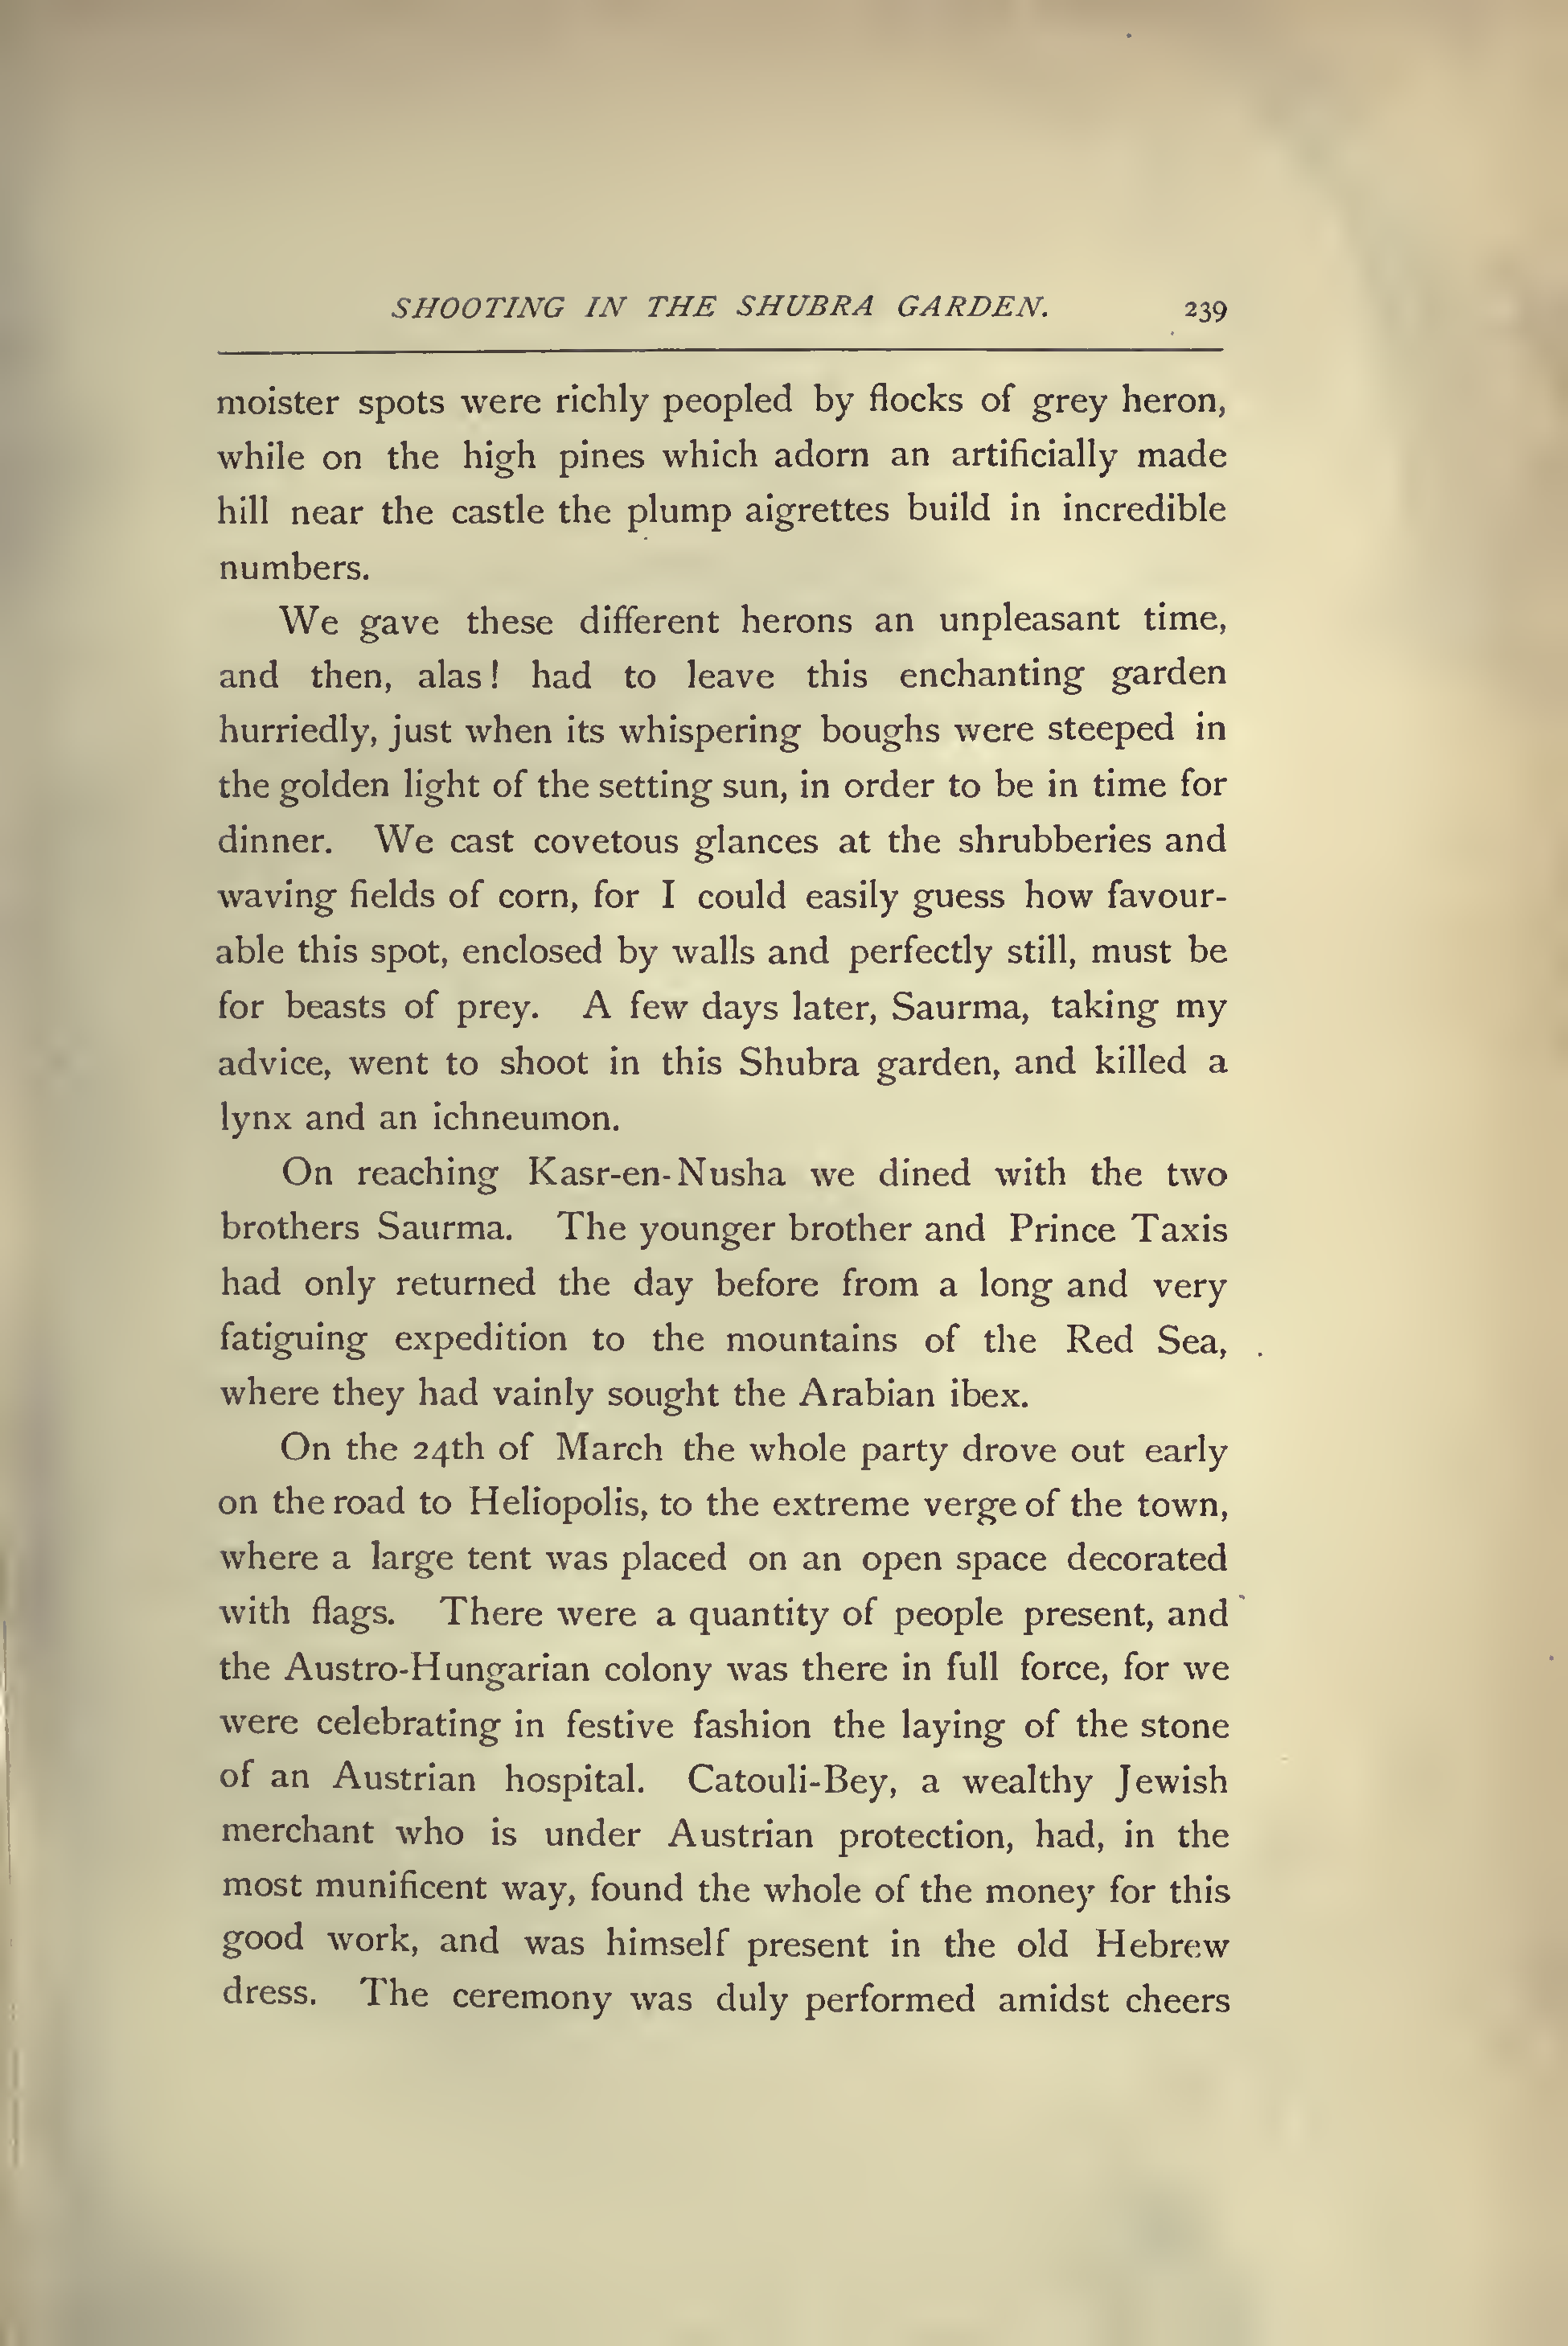 SHOOTING IN THE SHUBRA GARDEN. 239
moister spots were richly peopled by flocks of grey heron,
while on the high pines which adorn an artificially made
hill near the castle the plump aigrettes build in incredible
numbers.
We gave these different herons an unpleasant time,
and then, alas! had to leave this enchanting garden
hurriedly, just when its whispering boughs were steeped in
the golden light of the setting sun, in order to be in time for
dinner. We cast covetous glances at the shrubberies and
waving fields of corn, for I could easily guess how favour-
able this spot, enclosed by walls and perfectly still, must be
for beasts of prey. A few days later, Saurma, taking my
advice, went to shoot in this Shubra garden, and killed a
lynx and an ichneumon.
On reaching Kasr-en-Nusha we dined with the two
brothers Saurma. The younger brother and Prince Taxis
had only returned the day before from a long and very
fatiguing expedition to the mountains of the Red Sea,
where they had vainly sought the Arabian ibex.
On the 24th of March the whole party drove out early
on the road to Heliopolis, to the extreme verge of the town,
where a large tent was placed on an open space decorated
with flags. There were a quantity of people present, and
the Austro-Hungarian colony was there in full force, for we
were celebrating in festive fashion the laying of the stone
of an Austrian hospital. Catouli-Bey, a wealthy Jewish
merchant who is under Austrian protection, had, in the
most munificent way, found the whole of the money for this
good work, and was himself present in the old Hebrew
dress. The ceremony was duly performed amidst cheers